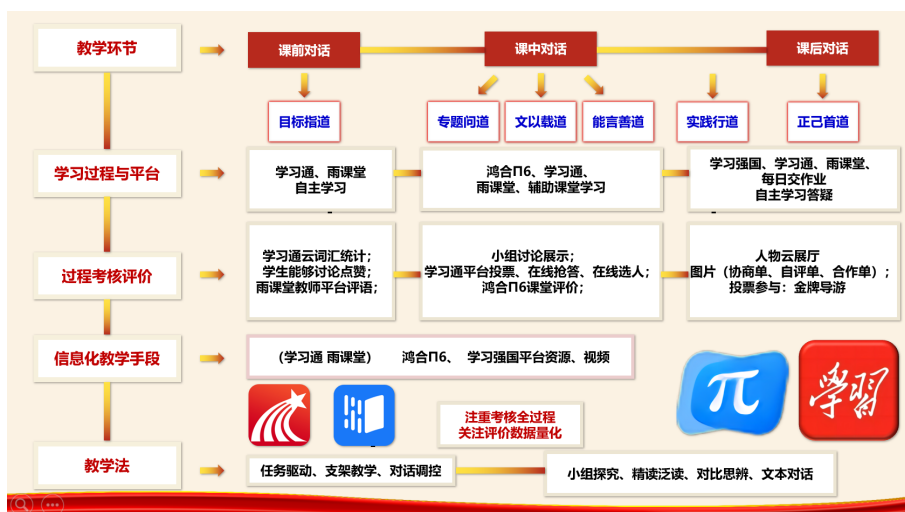 教学环节
课前对话
课中对话
课后对话
目标指道
专题问道
文以载道
能言善道
实践行道
正己首道
学习过程与平台
学习通、雨课堂
自主学习
鸿合П6、学习通、
雨课堂、辅助课堂学习
学习强国、学习通、雨课堂、
每日交作业
自主学习答疑
过程考核评价
学习通云词汇统计；
学生能够讨论点赞；
雨课堂教师平台评语；
小组讨论展示；
学习通平台投票、在线抢答、在线选人；
鸿合П6课堂评价；
人物云展厅
图片（协商单、自评单、合作单）；
投票参与：金牌导游
信息化教学手段
（学习通 雨课堂） 鸿合П6、 学习强国平台资源、视频
π
學習
注重考核全过程
关注评价数据量化
教学法
任务驱动、支架教学、对话调控
小组探究、精读泛读、对比思辨、文本对话